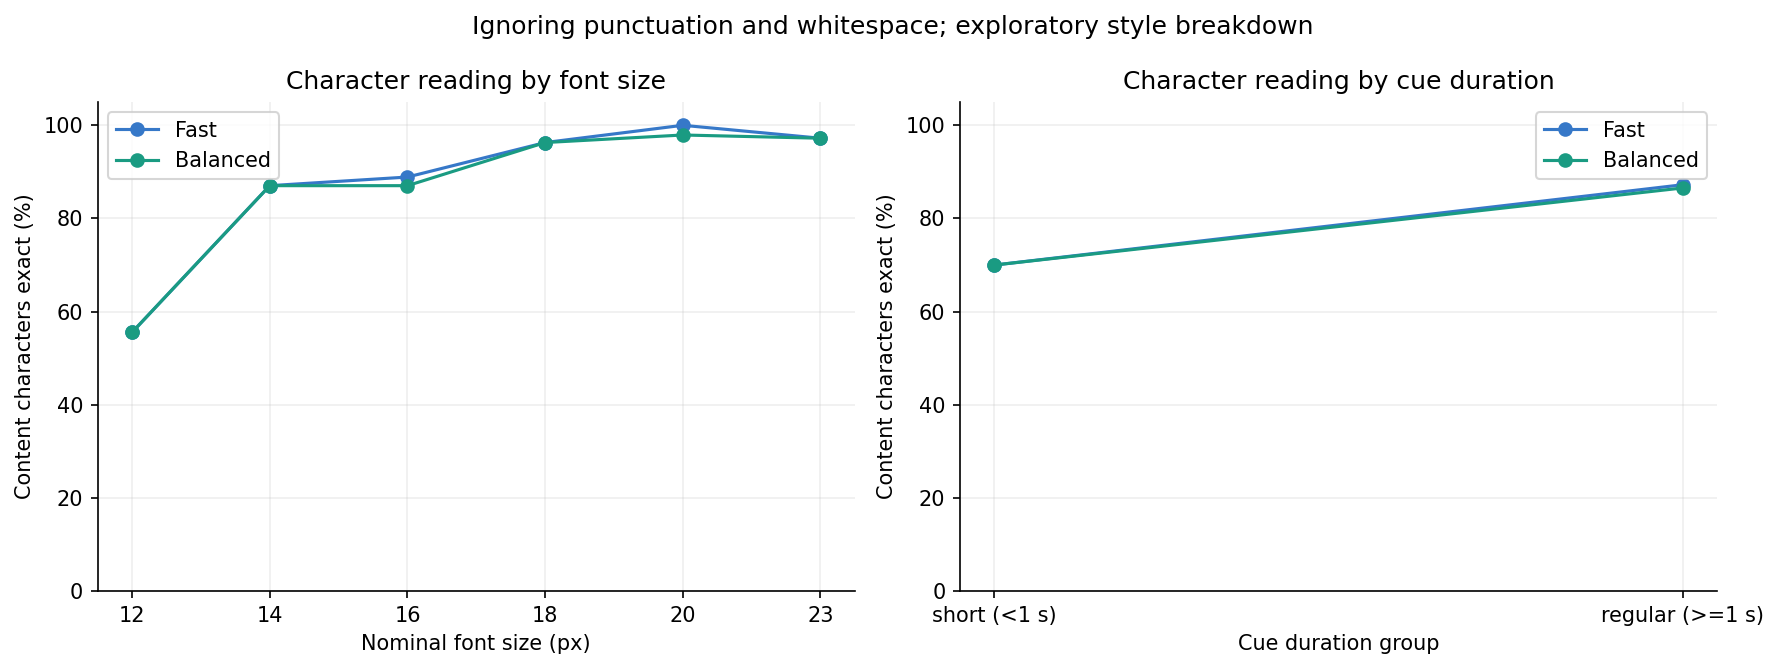 Ignoring punctuation and whitespace; exploratory style breakdown
Character reading by font size
Fast
Balanced
Content characters exact (%)
100
80
60
40
20
0
12 14 16 18 20 23
Nominal font size (px)
Character reading by cue duration
Fast
Balanced
Content characters exact (%)
100
80
60
40
20
0
short (<1 s) regular (>=1 s)
Cue duration group